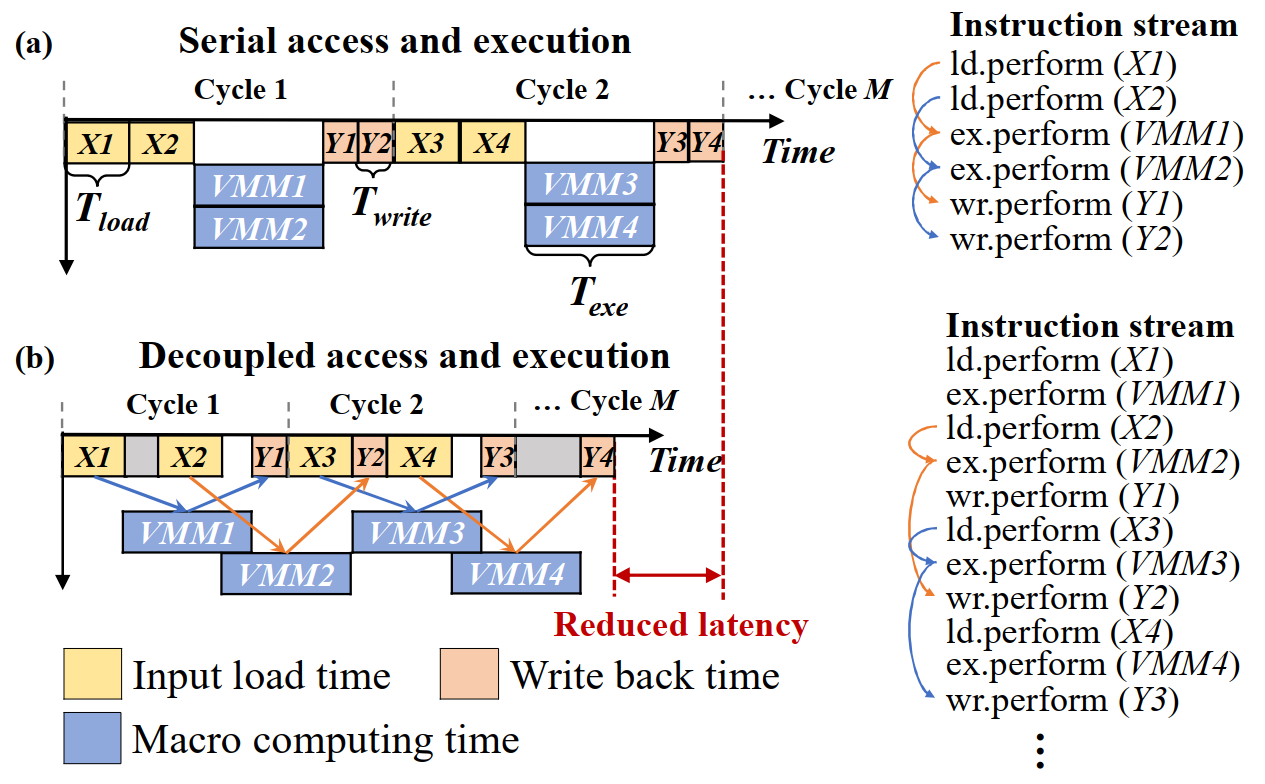 (a) Serial access and execution
Cycle 1 Cycle 2 … Cycle M
X1 X2 Y1 Y2 X3 X4 Y3 Y4 Time
VMM1 VMM3
VMM2 VMM4
Tload Twrite
Texe
Instruction stream
ld.perform (X1)
ld.perform (X2)
ex.perform (VMM1)
ex.perform (VMM2)
wr.perform (Y1)
wr.perform (Y2)
(b) Decoupled access and execution
Cycle 1 Cycle 2 … Cycle M
X1 X2 Y1 X3 Y2 X4 Y3 Y4 Time
VMM1 VMM3
VMM2 VMM4
Reduced latency
Input load time Write back time
Macro computing time
Instruction stream
ld.perform (X1)
ex.perform (VMM1)
ld.perform (X2)
ex.perform (VMM2)
wr.perform (Y1)
ld.perform (X3)
ex.perform (VMM3)
wr.perform (Y2)
ld.perform (X4)
ex.perform (VMM4)
wr.perform (Y3)
⋮